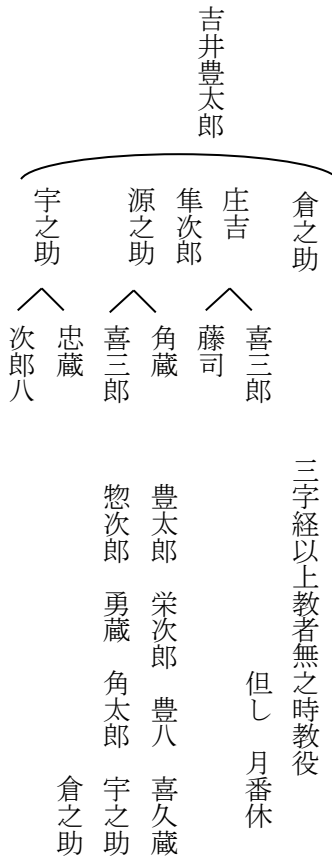 吉井豊太郎
倉之助
庄吉
隼次郎
源之助
宇之助
喜三郎
藤司
角蔵
喜三郎
忠蔵
次郎八
三字経以上教者無之時教役
但し 月番休
豊太郎 栄次郎 豊八 喜久蔵
惣次郎 勇蔵 角太郎 宇之助
倉之助